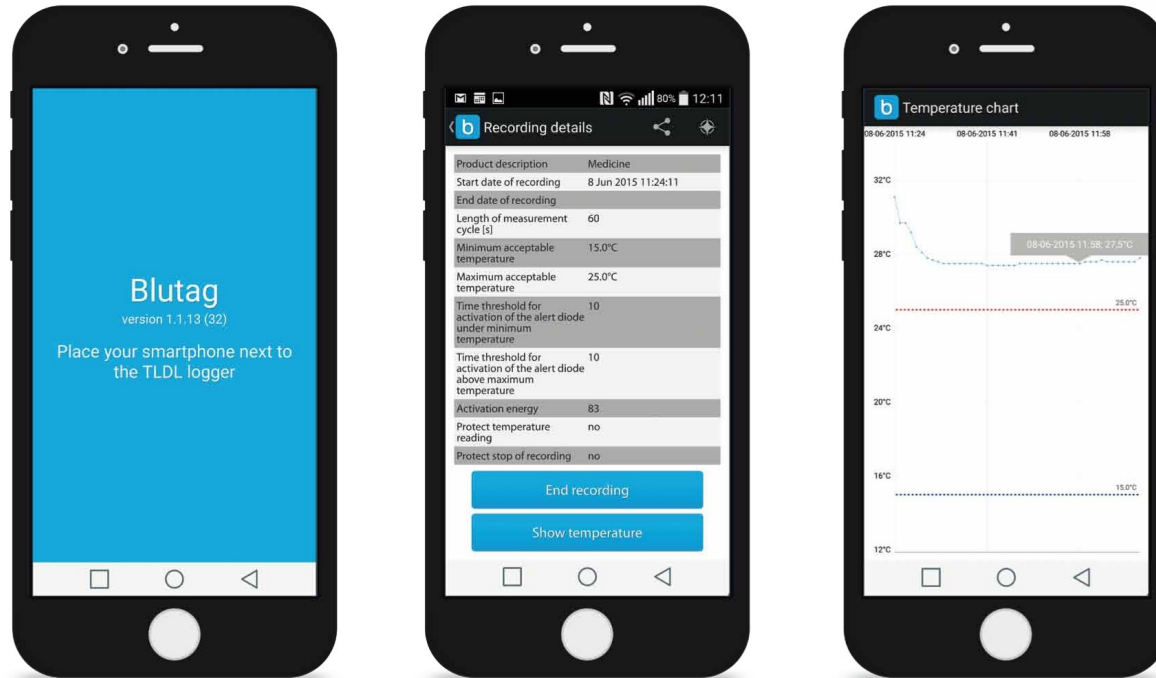 Blutag
version 1.1,13 (32)
Place your smartphone next to
the TLDL logger
80% 12:11
b Recording details
Product description Medicine
Start date of recording 8 Jun 2015 11:24:11
End date of recording
Length of measurement
cycle [s] 60
Minimum acceptable
temperature 15.0°C
Maximum acceptable
temperature 25.0°C
Time threshold for
activation of the alert diode
under minimum
temperature 10
Time threshold for
activation of the alert diode
above maximum
temperature 10
Activation energy 83
Protect temperature
reading no
Protect stop of recording no
End recording
Show temperature
b Temperature chart
08-06-2015 11:24 08-06-2015 11:41 08-06-2015 11:58
32°C
08-06-2015 11:58; 27,5°C
28°C
25.0°C
24°C
20°C
16°C
15.0°C
12°C